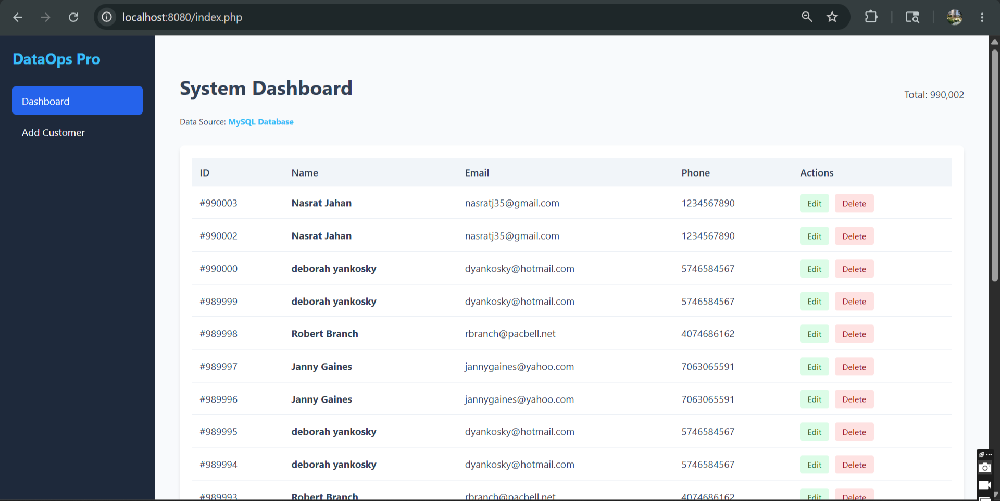 localhost:8080/index.php
DataOps Pro
Dashboard
Add Customer
System Dashboard
Total: 990,002
Data Source: MySQL Database
ID Name Email Phone Actions
#990003 Nasrat Jahan nasratj35@gmail.com 1234567890 Edit Delete
#990002 Nasrat Jahan nasratj35@gmail.com 1234567890 Edit Delete
#990000 deborah yankosky dyankosky@hotmail.com 5746584567 Edit Delete
#989999 deborah yankosky dyankosky@hotmail.com 5746584567 Edit Delete
#989998 Robert Branch rbranch@pacbell.net 4074686162 Edit Delete
#989997 Janny Gaines jannygaines@yahoo.com 7063065591 Edit Delete
#989996 Janny Gaines jannygaines@yahoo.com 7063065591 Edit Delete
#989995 deborah yankosky dyankosky@hotmail.com 5746584567 Edit Delete
#989994 deborah yankosky dyankosky@hotmail.com 5746584567 Edit Delete
#989993 Robert Branch rbranch@pacbell.net 4074686162 Edit Delete